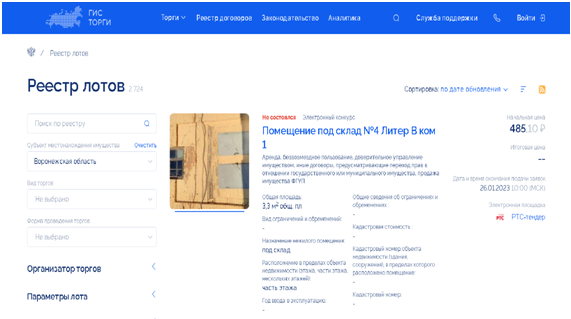 ГИС
ТОРГИ
Торги
Реестр договоров
Законодательство
Аналитика
Служба поддержки
Войти
/ Реестр лотов
Реестр лотов 2 724
Сортировка: по дате обновления
Поиск по реестру
Субъект местонахождения имущества
Очистить
Воронежская область
Вид торгов
Не выбрано
Форма проведения торгов
Не выбрано
Организатор торгов
Параметры лота
Не состоялся
Электронный конкурс
Помещение под склад №4 Литер В ком
1
Аренда, безвозмездное пользование, доверительное управление
имуществом, иные договоры, предусматривающие переход прав в
отношении государственного или муниципального имущества, продажа
имущества ФГУП
Общая площадь:
3,3 м² общ. пл
Вид ограничений и обременений:
-
Назначение нежилого помещения:
под склад
Расположение в пределах объекта
недвижимости (этажа, части этажа,
нескольких этажей):
часть этажа
Год ввода в эксплуатацию:
-
Общие сведения об ограничениях и
обременениях:
-
Кадастровая стоимость:
-
Кадастровый номер объекта
недвижимости (здания,
сооружения), в пределах которого
расположено помещение:
-
Кадастровый номер:
-
Начальная цена
485,10 ₽
Итоговая цена
--
Дата и время окончания подачи заявок
26.01.2023 10:00 (МСК)
Электронная площадка
РТС
РТС-тендер